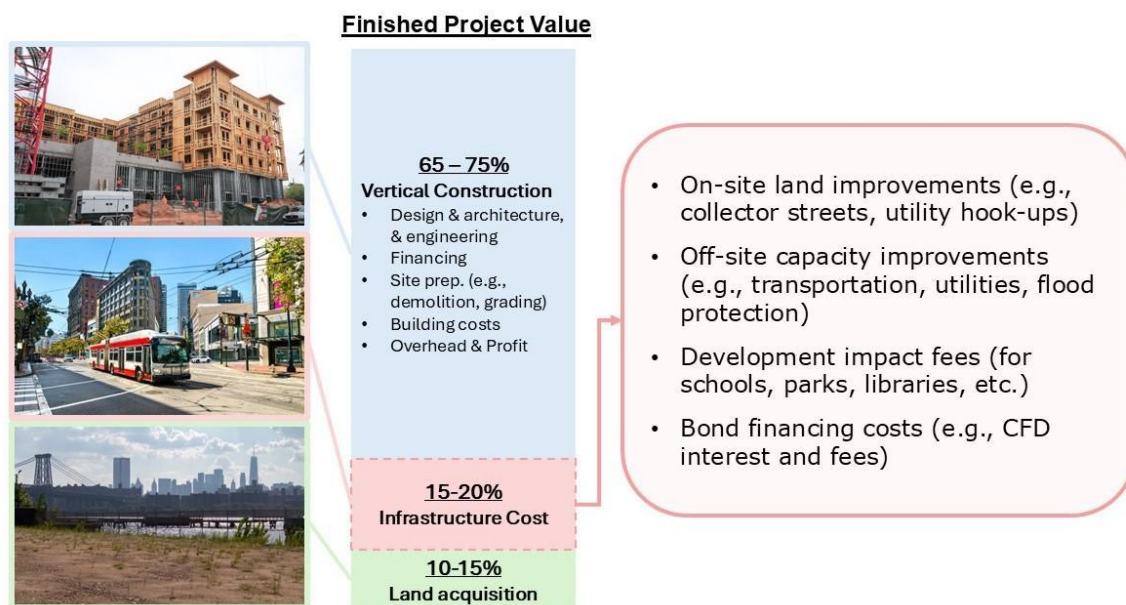 Finished Project Value
65 – 75%
Vertical Construction
• Design & architecture,
& engineering
• Financing
• Site prep. (e.g.,
demolition, grading)
• Building costs
• Overhead & Profit
15-20%
Infrastructure Cost
10-15%
Land acquisition
• On-site land improvements (e.g.,
collector streets, utility hook-ups)
• Off-site capacity improvements
(e.g., transportation, utilities, flood
protection)
• Development impact fees (for
schools, parks, libraries, etc.)
• Bond financing costs (e.g., CFD
interest and fees)